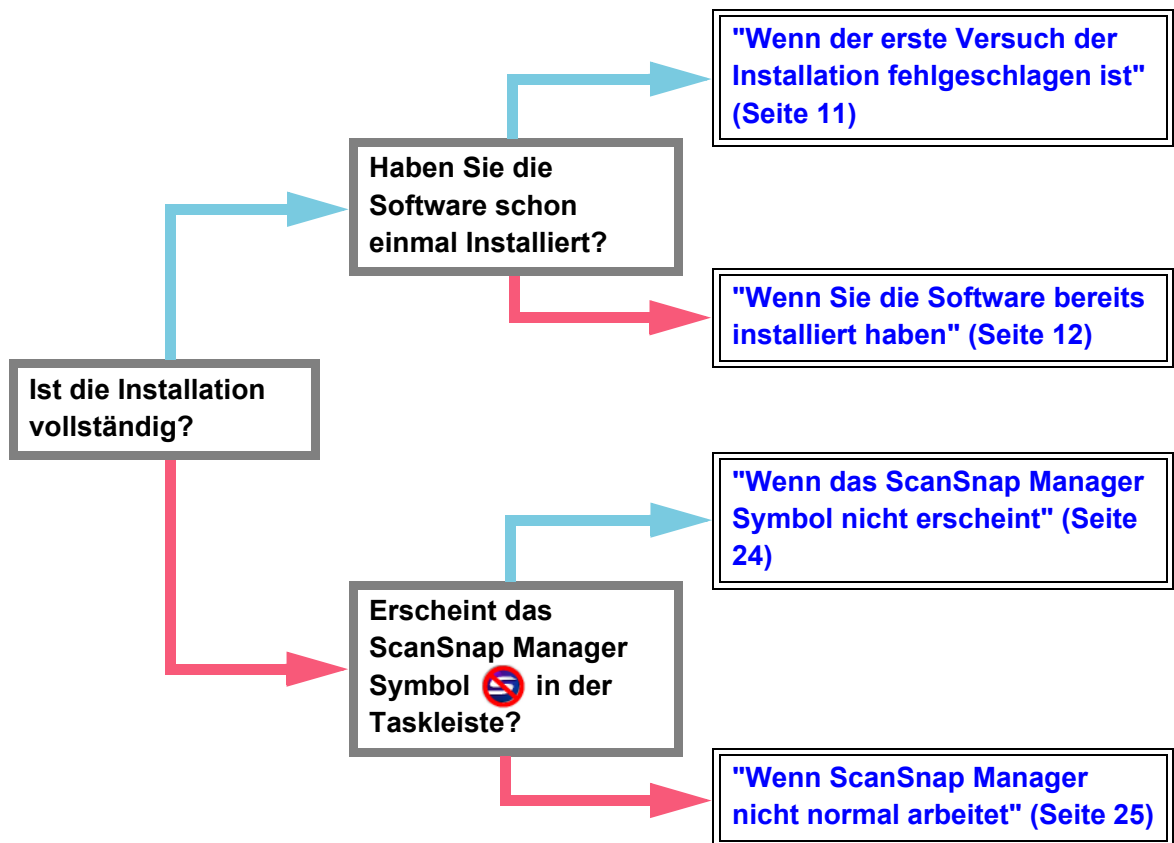 "Wenn der erste Versuch der
Installation fehlgeschlagen ist"
(Seite 11)
Haben Sie die
Software schon
einmal Installiert?
"Wenn Sie die Software bereits
installiert haben" (Seite 12)
Ist die Installation
vollständig?
"Wenn das ScanSnap Manager
Symbol nicht erscheint" (Seite
24)
Erscheint das
ScanSnap Manager
Symbol in der
Taskleiste?
"Wenn ScanSnap Manager
nicht normal arbeitet" (Seite 25)